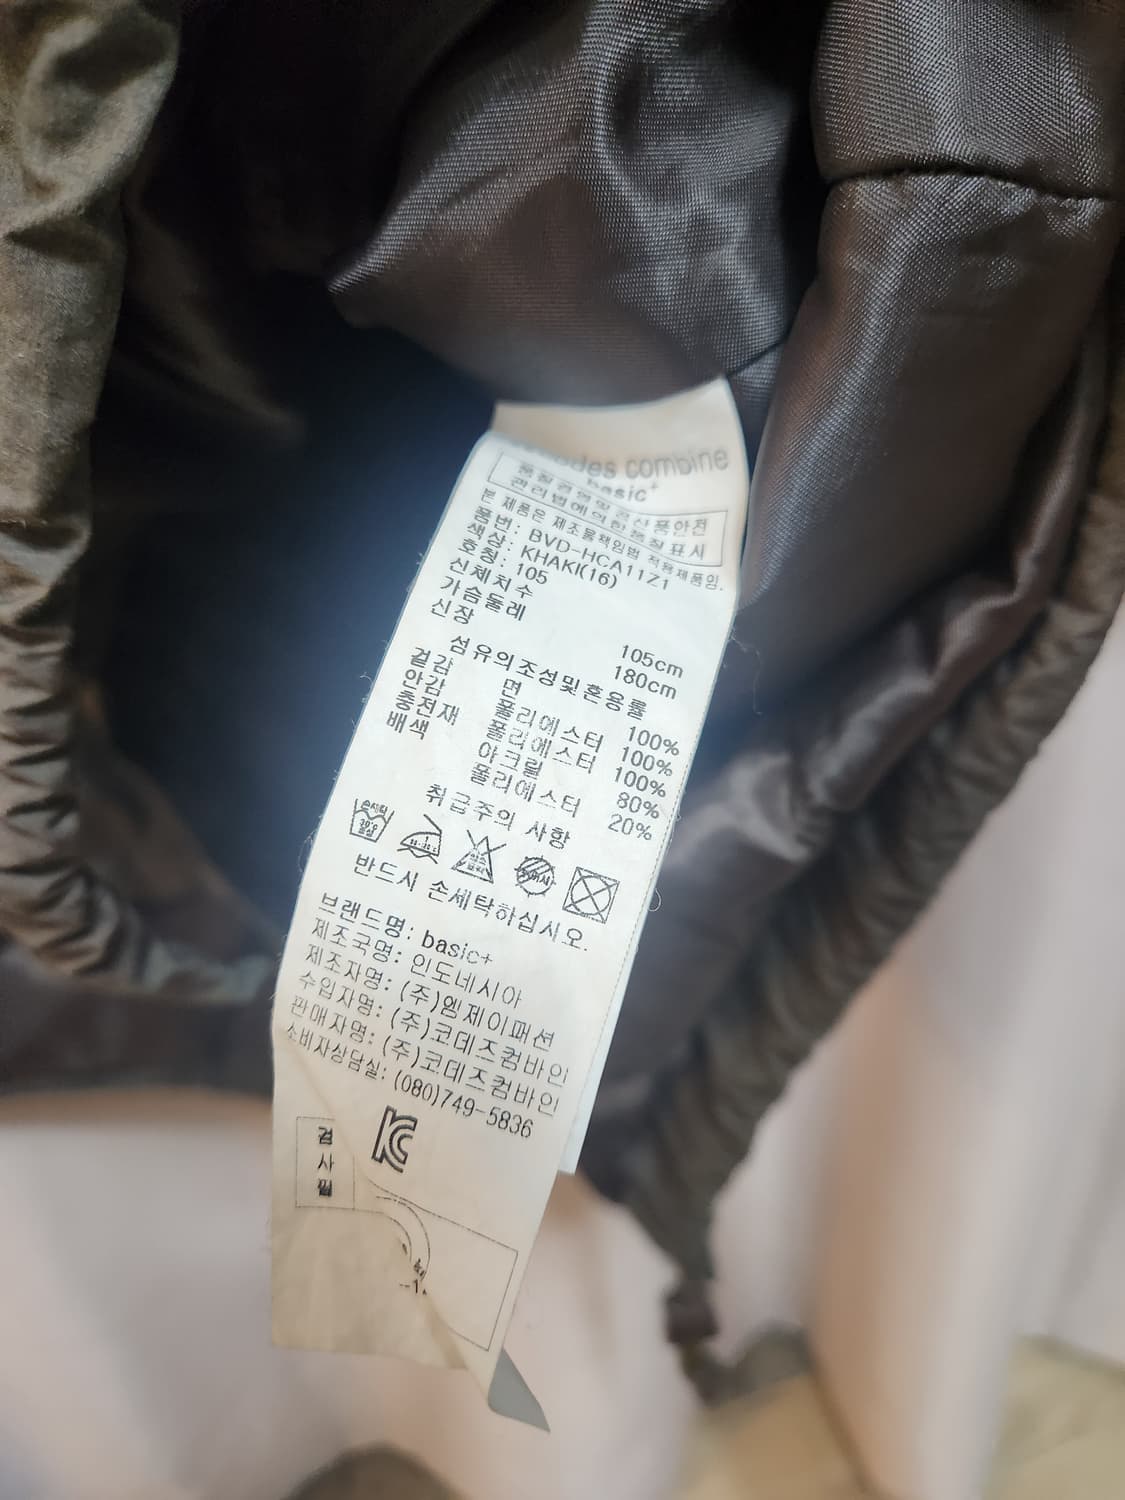 codes combine
basic+
품질경영및공산품안전
관리법에의한품질표시
본 제품은 제조물책임법 적용제품임.
품번: BVD-HCA11Z1
색상: KHAKI(16)
호칭: 105
신체치수
가슴둘레 105cm
신장 180cm
섬유의조성및혼용률
겉감 면 100%
안감 폴리에스터 100%
충전재 폴리에스터 100%
배색 아크릴 80%
폴리에스터 20%
취급주의 사항
반드시 손세탁하십시오.
브랜드명: basic+
제조국명: 인도네시아
제조자명: (주)엠제이패션
수입자명: (주)코데즈컴바인
판매자명: (주)코데즈컴바인
소비자상담실: (080)749-5836
KC
검
사
필